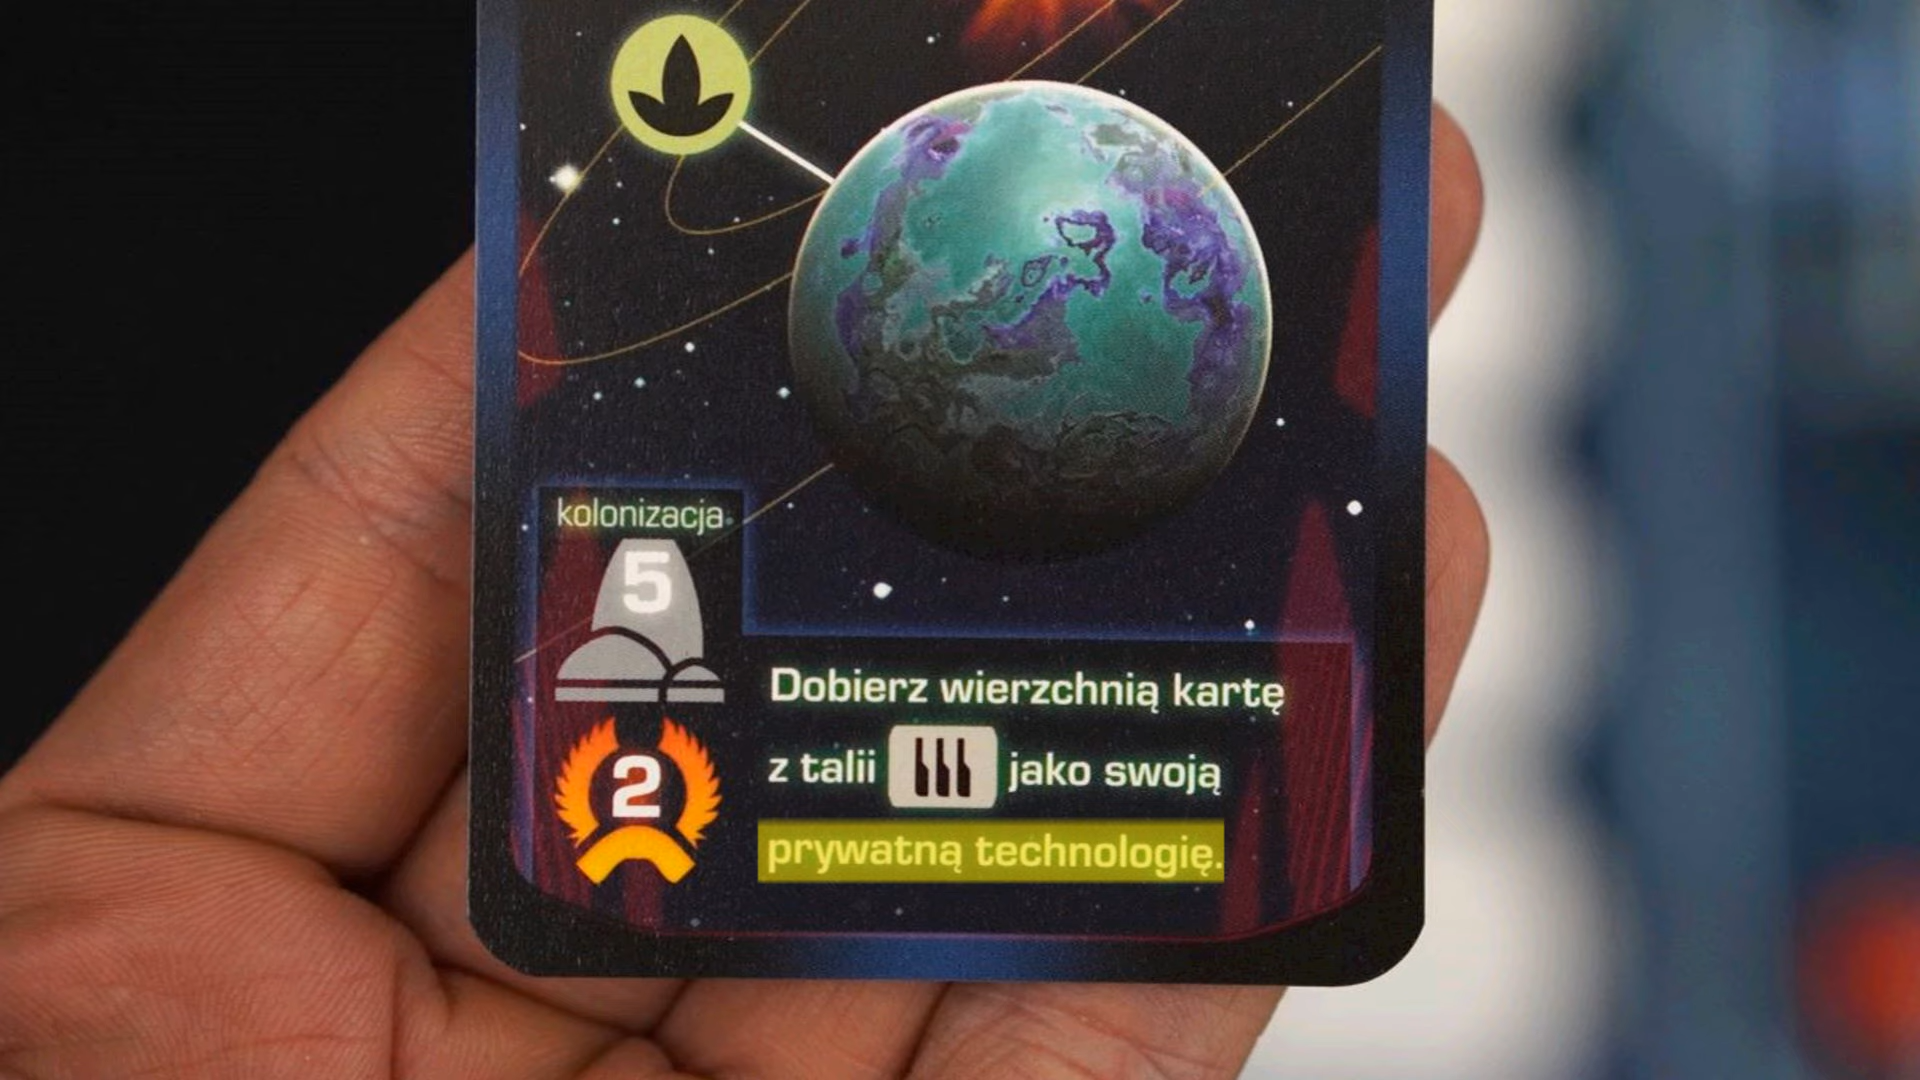 kolonizacja
5
2
Dobierz wierzchnią kartę
z talii jako swoją
prywatną technologię.